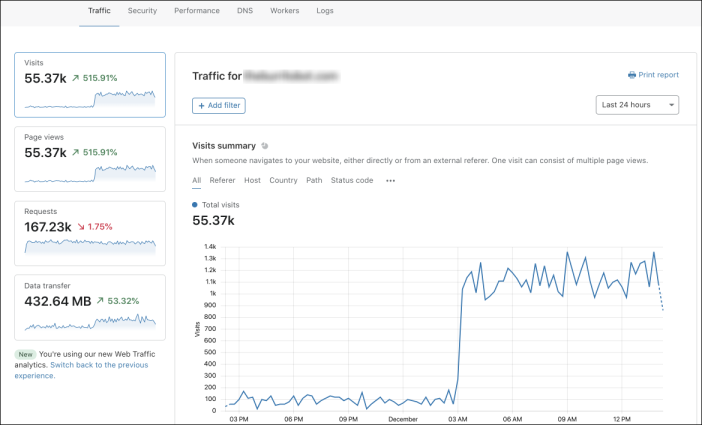 Traffic Security Performance DNS Workers Logs
Visits
55.37k ↗ 515.91%
Page views
55.37k ↗ 515.91%
Requests
167.23k ↘ 1.75%
Data transfer
432.64 MB ↗ 53.32%
New You're using our new Web Traffic
analytics. Switch back to the previous
experience.
Traffic for
Print report
+ Add filter
Last 24 hours
Visits summary
When someone navigates to your website, either directly or from an external referer. One visit can consist of multiple page views.
All Referer Host Country Path Status code •••
Total visits
55.37k
1.4k
1.3k
1.2k
1.1k
1k
900
800
700
600
500
400
300
200
100
0
Visits
03 PM 06 PM 09 PM December 03 AM 06 AM 09 AM 12 PM